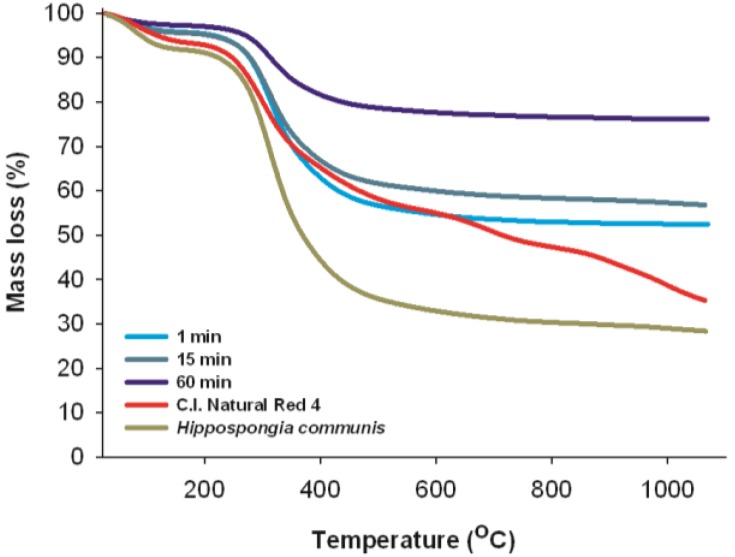 100
90
80
70
60
50
40
30
20
10
0
Mass loss (%)
1 min
15 min
60 min
C.I. Natural Red 4
Hippospongia communis
200 400 600 800 1000
Temperature (OC)